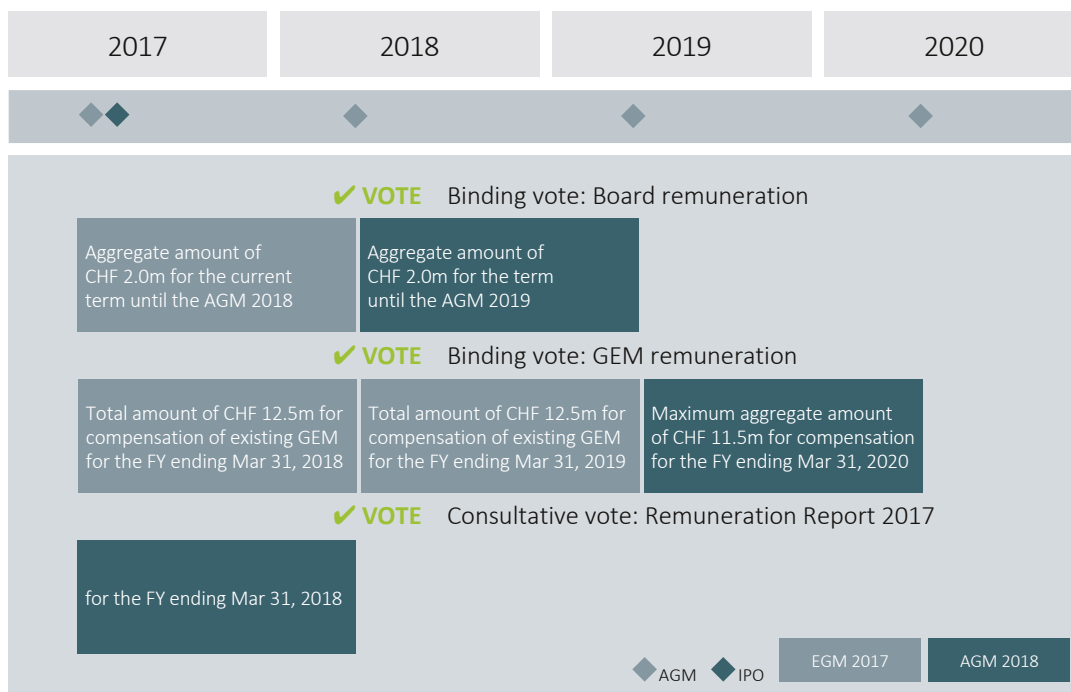 2017
2018
2019
2020
✔ VOTE Binding vote: Board remuneration
Aggregate amount of
CHF 2.0m for the current
term until the AGM 2018
Aggregate amount of
CHF 2.0m for the term
until the AGM 2019
✔ VOTE Binding vote: GEM remuneration
Total amount of CHF 12.5m for
compensation of existing GEM
for the FY ending Mar 31, 2018
Total amount of CHF 12.5m for
compensation of existing GEM
for the FY ending Mar 31, 2019
Maximum aggregate amount
of CHF 11.5m for compensation
for the FY ending Mar 31, 2020
✔ VOTE Consultative vote: Remuneration Report 2017
for the FY ending Mar 31, 2018
AGM
IPO
EGM 2017
AGM 2018